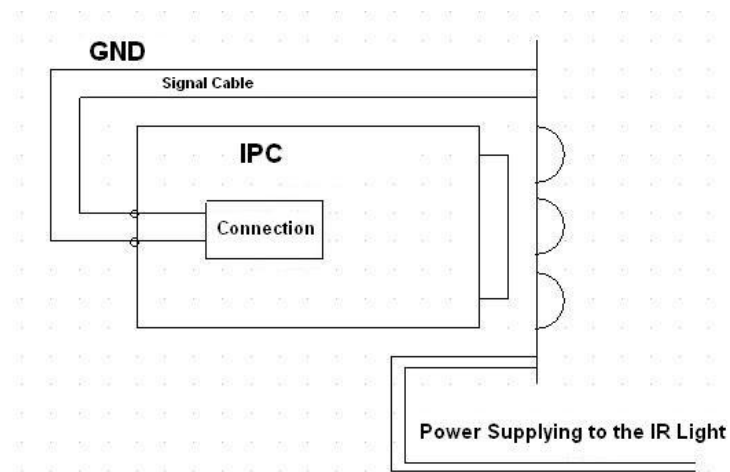 GND
Signal Cable
IPC
Connection
Power Supplying to the IR Light